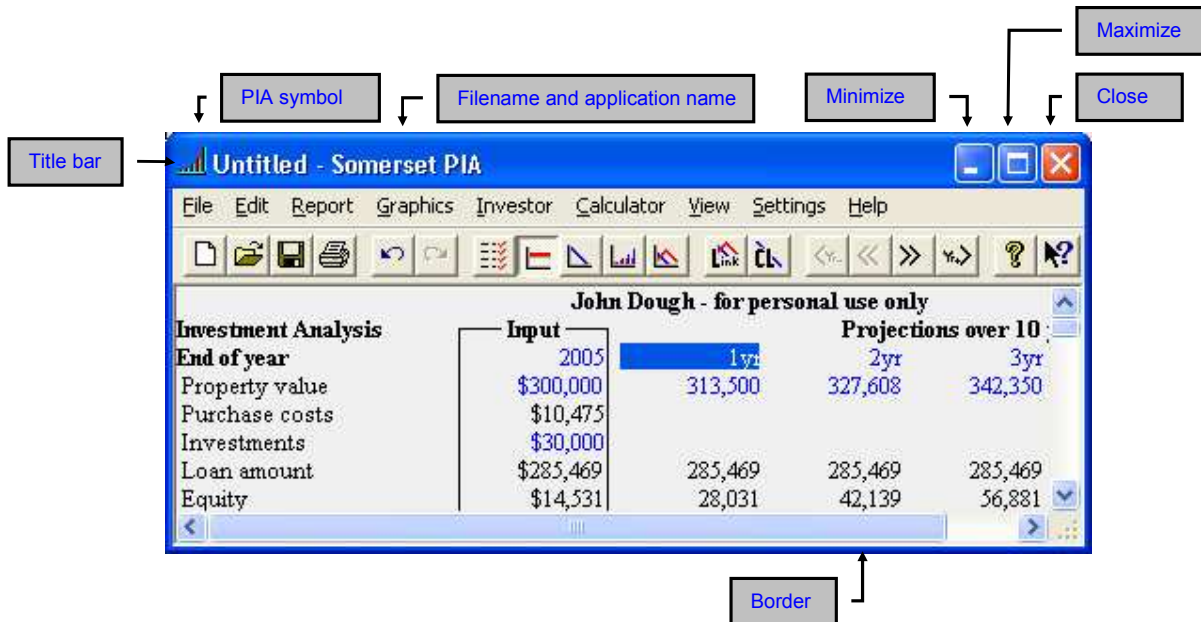 Maximize
PIA symbol
Filename and application name
Minimize
Close
Title bar
Untitled - Somerset PIA
File Edit Report Graphics Investor Calculator View Settings Help
Link CL Yr- Yr+ ? ?
John Dough - for personal use only
Investment Analysis Input Projections over 10
End of year 2005 1yr 2yr 3yr
Property value $300,000 313,500 327,608 342,350
Purchase costs $10,475
Investments $30,000
Loan amount $285,469 285,469 285,469 285,469
Equity $14,531 28,031 42,139 56,881
Border